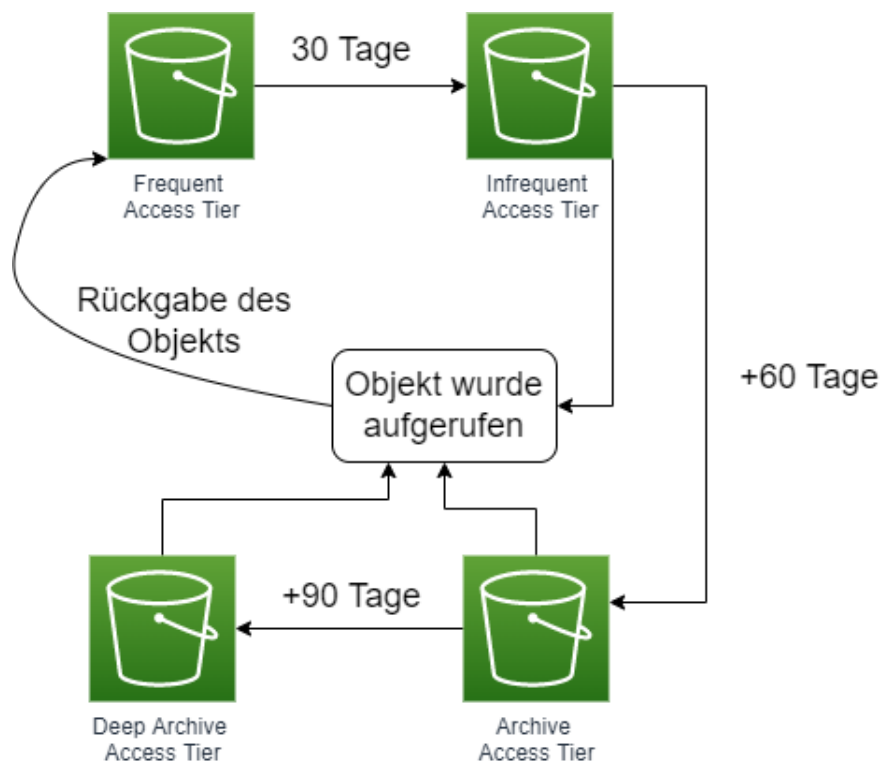 30 Tage
Frequent
Access Tier
Infrequent
Access Tier
Rückgabe des
Objekts
Objekt wurde
aufgerufen
+60 Tage
+90 Tage
Deep Archive
Access Tier
Archive
Access Tier